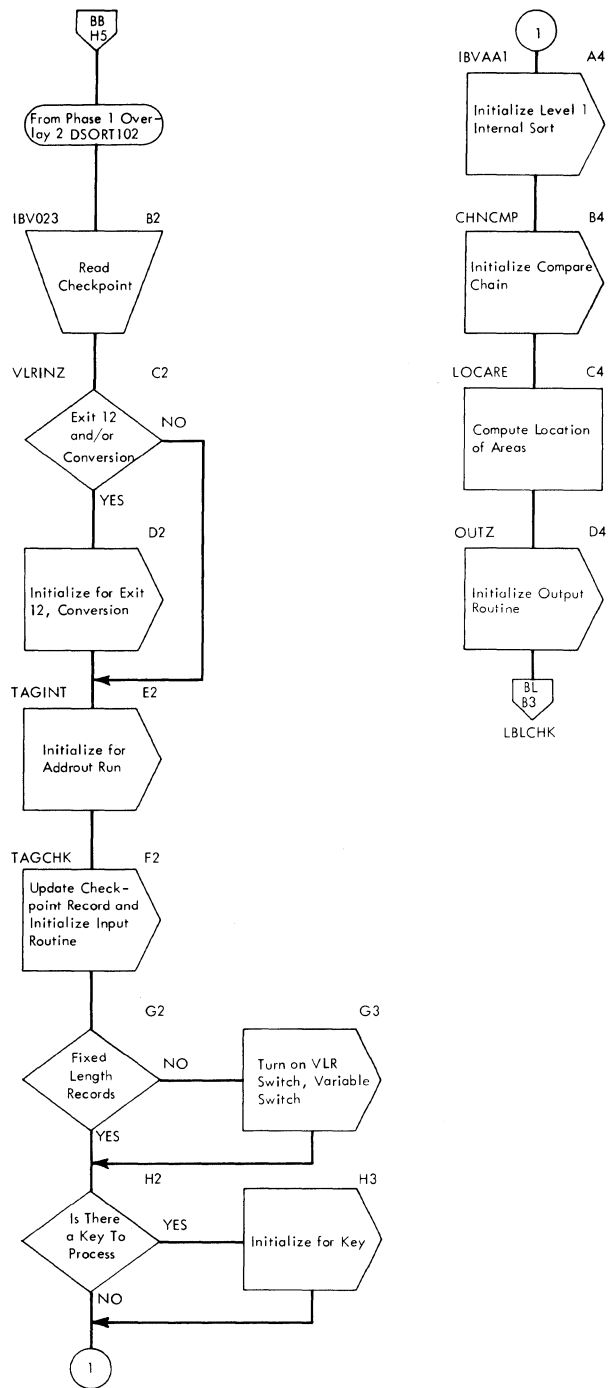 BB
H5
From Phase 1 Over-
lay 2 DSORT102
IBV023 B2
Read
Checkpoint
VLRINZ C2
Exit 12
and/or
Conversion
NO
YES
D2
Initialize for Exit
12, Conversion
TAGINT E2
Initialize for
Addrout Run
TAGCHK F2
Update Check-
point Record and
Initialize Input
Routine
G2
Fixed
Length
Records
NO
YES
G3
Turn on VLR
Switch, Variable
Switch
H2
Is There
a Key To
Process
YES
NO
H3
Initialize for Key
1
1
IBVAA1 A4
Initialize Level 1
Internal Sort
CHNCMP B4
Initialize Compare
Chain
LOCARE C4
Compute Location
of Areas
OUTZ D4
Initialize Output
Routine
BL
B3
LBLCHK